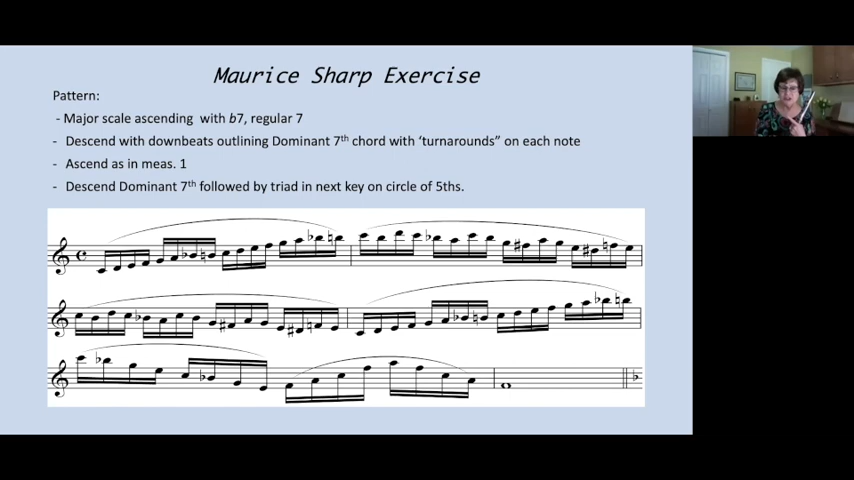 Maurice Sharp Exercise
Pattern:
- Major scale ascending with b7, regular 7
- Descend with downbeats outlining Dominant 7th chord with ‘turnarounds” on each note
- Ascend as in meas. 1
- Descend Dominant 7th followed by triad in next key on circle of 5ths.